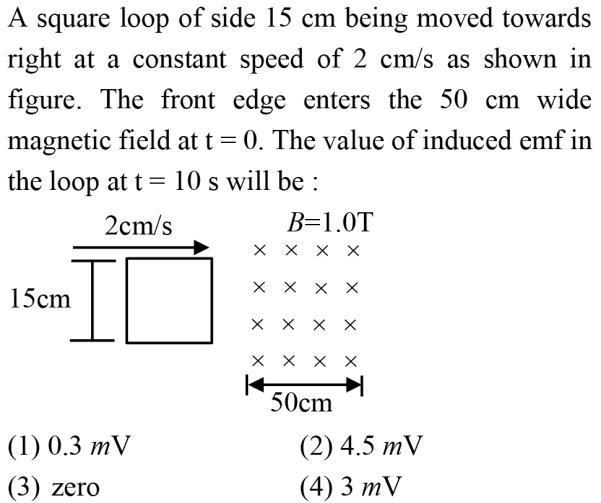 A square loop of side 15 cm being moved towards
right at a constant speed of 2 cm/s as shown in
figure. The front edge enters the 50 cm wide
magnetic field at t = 0. The value of induced emf in
the loop at t = 10 s will be :
2cm/s
B=1.0T
× × × ×
× × × ×
15cm
× × × ×
× × × ×
50cm
(1) 0.3 mV (2) 4.5 mV
(3) zero (4) 3 mV